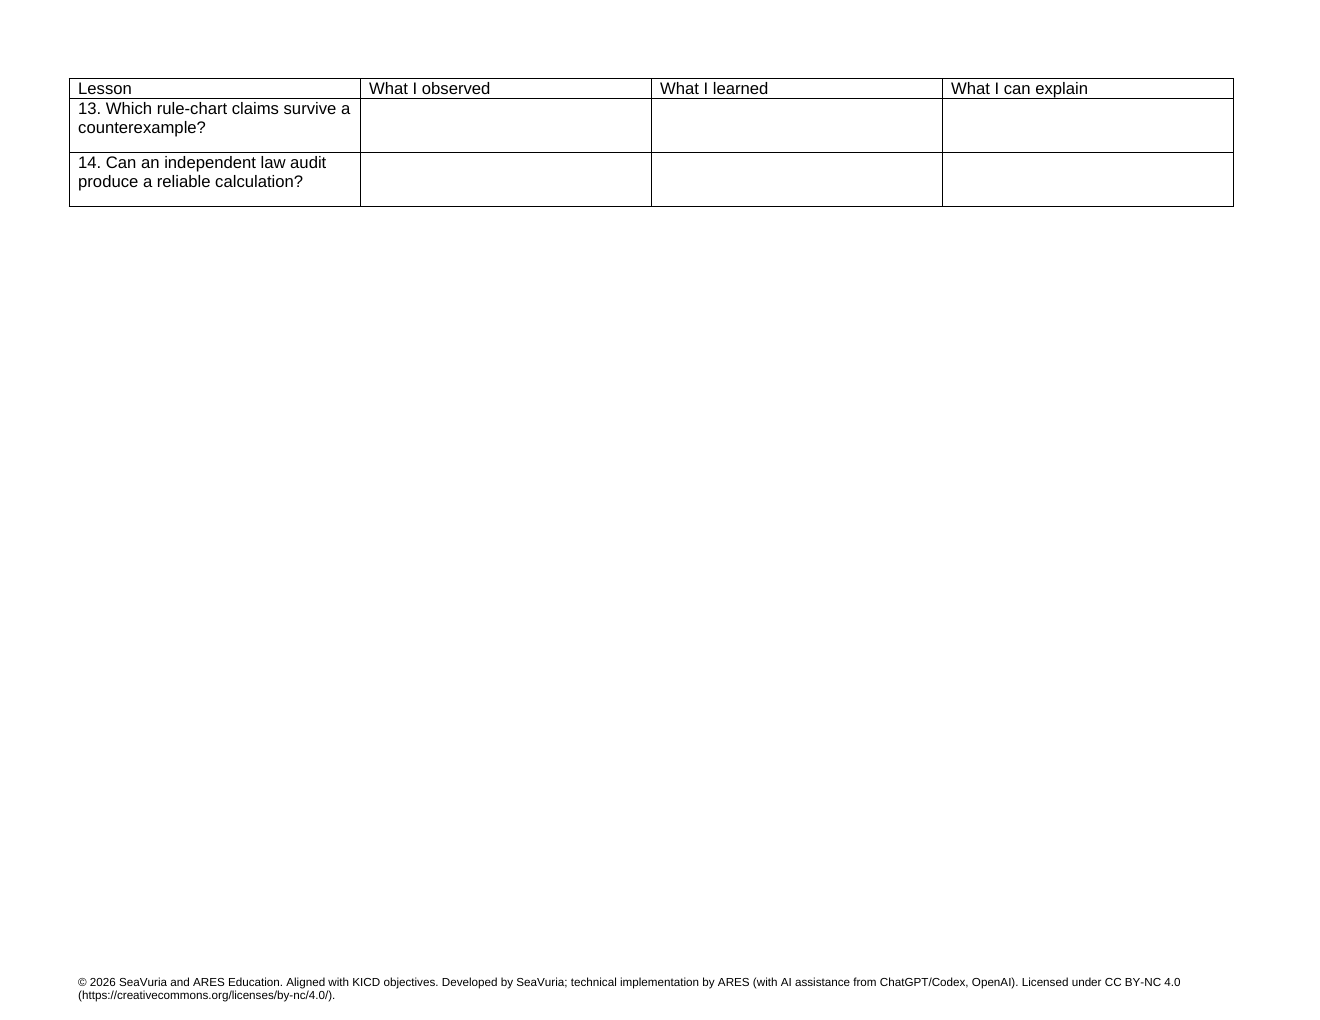 Lesson
What I observed
What I learned
What I can explain
13. Which rule-chart claims survive a
counterexample?
14. Can an independent law audit
produce a reliable calculation?
© 2026 SeaVuria and ARES Education. Aligned with KICD objectives. Developed by SeaVuria; technical implementation by ARES (with AI assistance from ChatGPT/Codex, OpenAI). Licensed under CC BY-NC 4.0
(https://creativecommons.org/licenses/by-nc/4.0/).